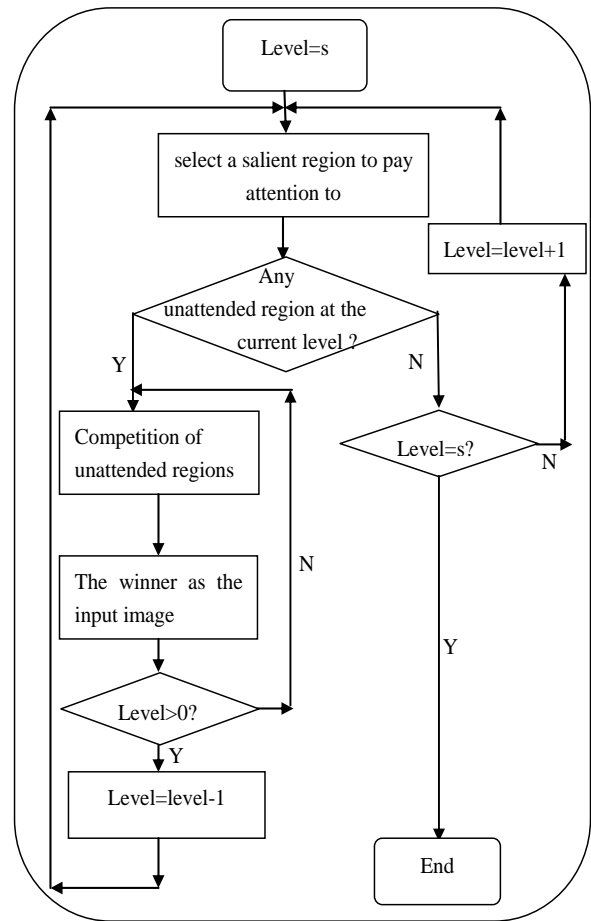 Level=s
select a salient region to pay
attention to
Level=level+1
Any
unattended region at the
current level ?
Y
N
Competition of
unattended regions
Level=s?
N
The winner as the
input image
N
Y
Level>0?
Y
Level=level-1
End